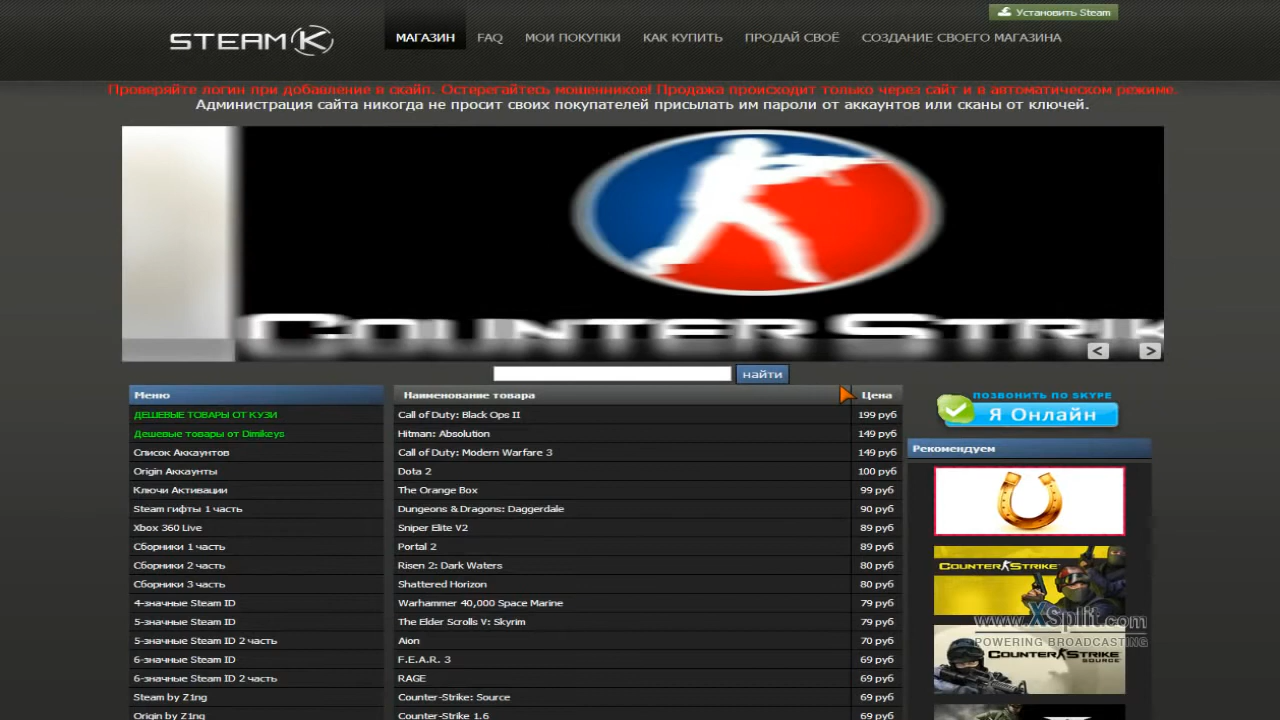 Установить Steam
STEAM K
МАГАЗИН
FAQ
МОИ ПОКУПКИ
КАК КУПИТЬ
ПРОДАЙ СВОЁ
СОЗДАНИЕ СВОЕГО МАГАЗИНА
Проверяйте логин при добавление в скайп. Остерегайтесь мошенников! Продажа происходит только через сайт и в автоматическом режиме.
Администрация сайта никогда не просит своих покупателей присылать им пароли от аккаунтов или сканы от ключей.
COUNTER STRIK
< >
найти
Меню
ДЕШЕВЫЕ ТОВАРЫ ОТ КУЗИ
Дешевые товары от Dimikeys
Список Аккаунтов
Origin Аккаунты
Ключи Активации
Steam гифты 1 часть
Xbox 360 Live
Сборники 1 часть
Сборники 2 часть
Сборники 3 часть
4-значные Steam ID
5-значные Steam ID
5-значные Steam ID 2 часть
6-значные Steam ID
6-значные Steam ID 2 часть
Steam by Z1ng
Origin by Z1ng
Наименование товара Цена
Call of Duty: Black Ops II 199 руб
Hitman: Absolution 149 руб
Call of Duty: Modern Warfare 3 149 руб
Dota 2 100 руб
The Orange Box 99 руб
Dungeons & Dragons: Daggerdale 90 руб
Sniper Elite V2 89 руб
Portal 2 89 руб
Risen 2: Dark Waters 80 руб
Shattered Horizon 80 руб
Warhammer 40,000 Space Marine 79 руб
The Elder Scrolls V: Skyrim 79 руб
Aion 70 руб
F.E.A.R. 3 69 руб
RAGE 69 руб
Counter-Strike: Source 69 руб
Counter-Strike 1.6 69 руб
ПОЗВОНИТЬ ПО SKYPE
Я Онлайн
Рекомендуем
COUNTER STRIKE
www.XSplit.com
POWERING BROADCASTING
COUNTER STRIKE
SOURCE